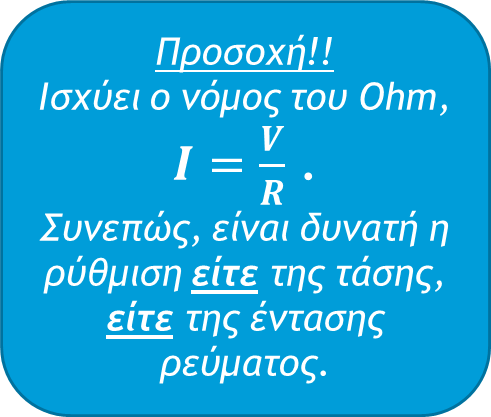 Προσοχή!!
Ισχύει ο νόμος του Ohm,
I = V/R .
Συνεπώς, είναι δυνατή η
ρύθμιση είτε της τάσης,
είτε της έντασης
ρεύματος.